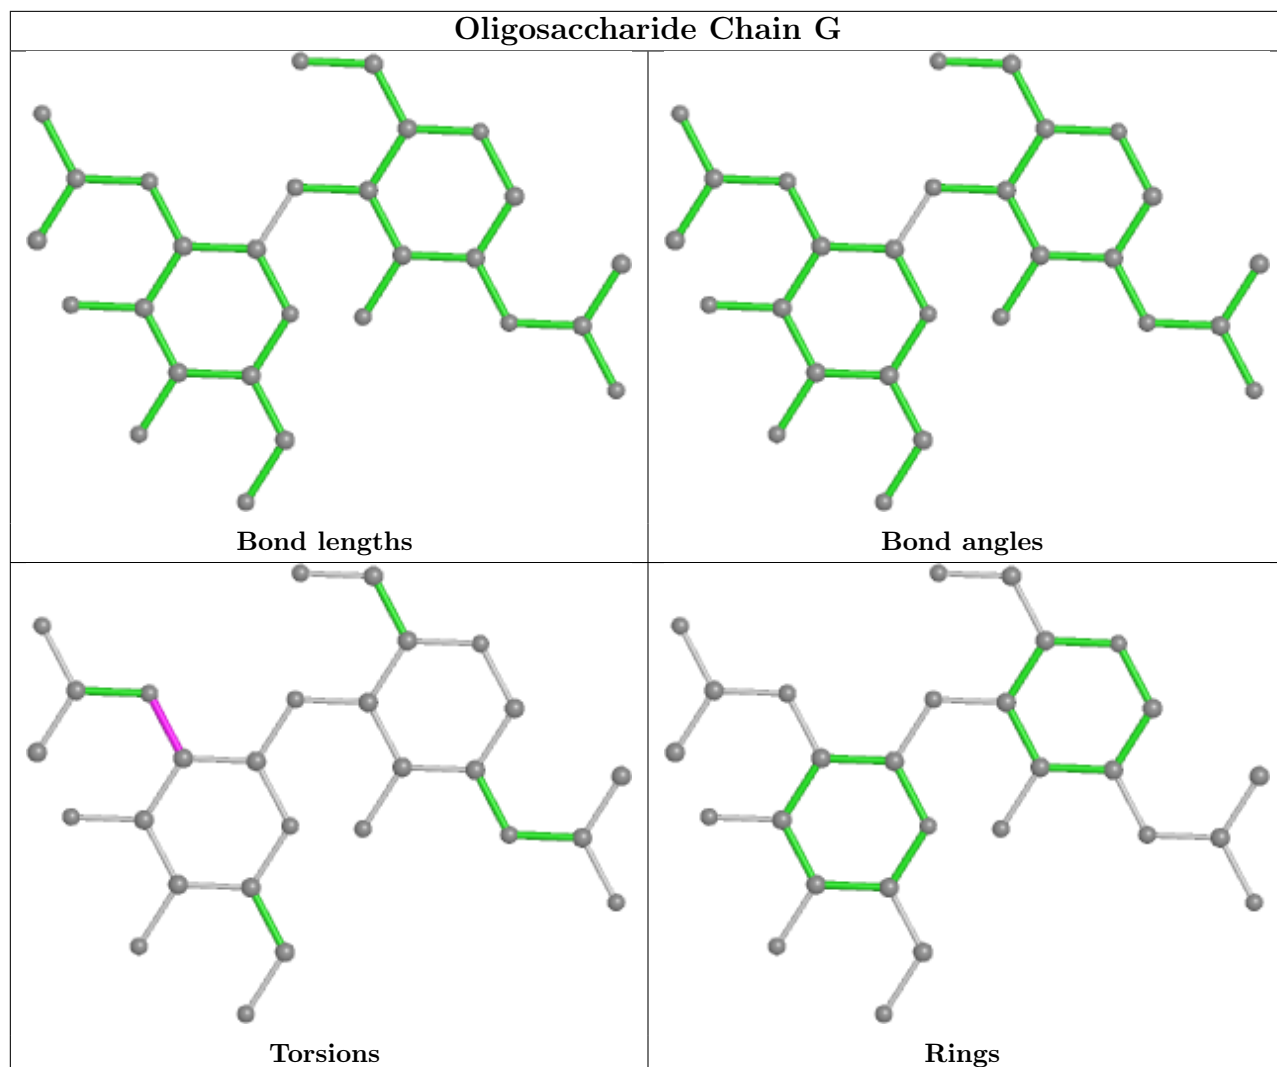 Oligosaccharide Chain G
Bond lengths
Bond angles
Torsions
Rings